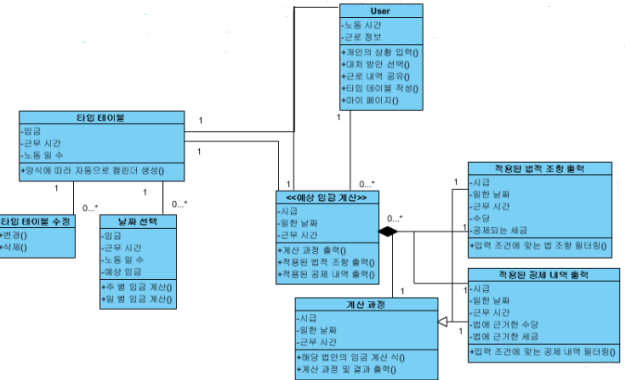 User
-노동 시간
-근로 정보
+개인의 상황 입력()
+대처 방안 선택()
+근로 내역 공유()
+타임 테이블 작성()
+마이 페이지()
타임 테이블
-임금
-근무 시간
-노동 일 수
+양식에 따라 자동으로 캘린더 생성()
1
1
1
1
1
0...*
0...*
1
0...*
타임 테이블 수정
+변경()
+삭제()
날짜 선택
-임금
-근무 시간
-노동 일 수
-예상 임금
+주 별 임금 계산()
+일 별 임금 계산()
<<예상 임금 계산>>
-시급
-일한 날짜
-근무 시간
+계산 과정 출력()
+적용된 법적 조항 출력()
+적용된 공제 내역 출력()
0...*
1
1
1
1
1
적용된 법적 조항 출력
-시급
-일한 날짜
-근무 시간
-수당
-공제되는 세금
+입력 조건에 맞는 법 조항 필터링()
적용된 공제 내역 출력
-시급
-일한 날짜
-근무 시간
-법에 근거한 수당
-법에 근거한 세금
+입력 조건에 맞는 공제 내역 필터링()
계산 과정
-시급
-일한 날짜
-근무 시간
+해당 법안의 임금 계산 식()
+계산 과정 및 결과 출력()